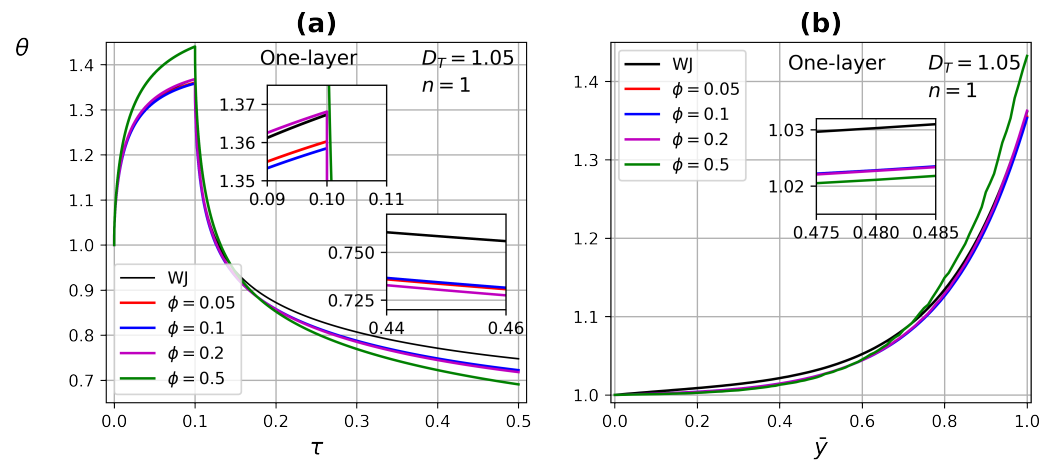 (a)
θ
One-layer
D_T = 1.05
n = 1
1.4
1.3
1.2
1.1
1.0
0.9
0.8
0.7
1.37
1.36
1.35
0.09 0.10 0.11
0.750
0.725
0.44 0.46
WJ
ϕ = 0.05
ϕ = 0.1
ϕ = 0.2
ϕ = 0.5
0.0 0.1 0.2 0.3 0.4 0.5
τ
(b)
WJ
ϕ = 0.05
ϕ = 0.1
ϕ = 0.2
ϕ = 0.5
One-layer
D_T = 1.05
n = 1
1.4
1.3
1.2
1.1
1.0
1.03
1.02
0.475 0.480 0.485
0.0 0.2 0.4 0.6 0.8 1.0
ȳ